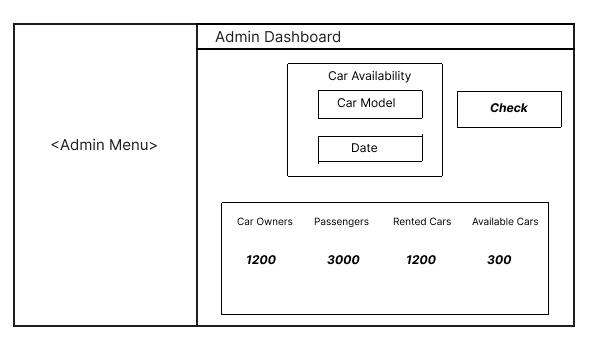 Admin Dashboard
<Admin Menu>
Car Availability
Car Model
Date
Check
Car Owners Passengers Rented Cars Available Cars
1200 3000 1200 300